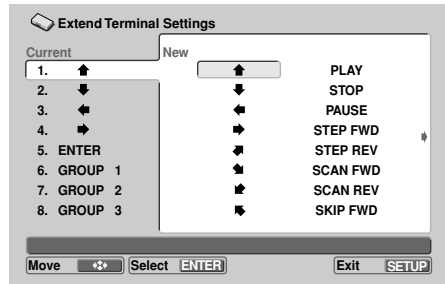 Extend Terminal Settings
Current New
1. ⬆ ⬆ PLAY
2. ⬇ ⬇ STOP
3. ⬅ ⬅ PAUSE
4. ➡ ➡ STEP FWD
5. ENTER STEP REV
6. GROUP 1 SCAN FWD
7. GROUP 2 SCAN REV
8. GROUP 3 SKIP FWD
Move Select ENTER Exit SETUP